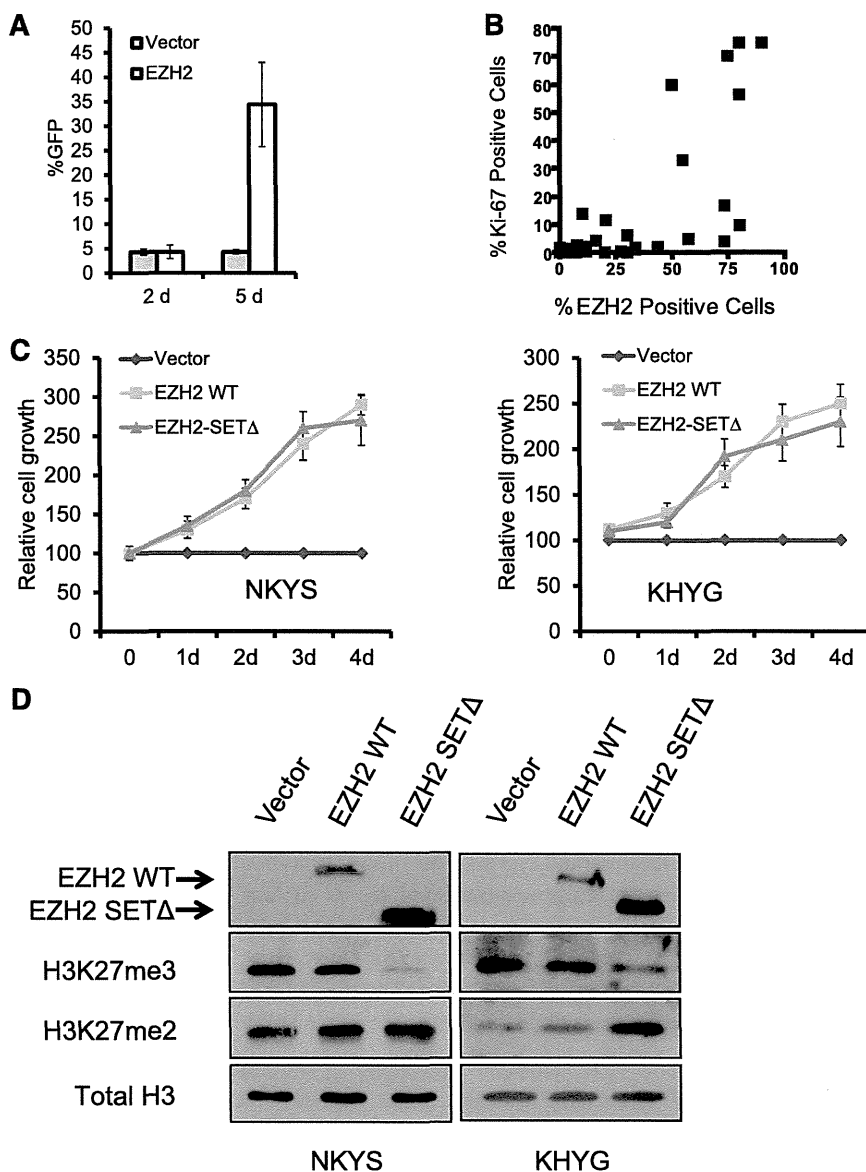 A
Vector
EZH2
%GFP
50
45
40
35
30
25
20
15
10
5
0
2 d
5 d
B
% Ki-67 Positive Cells
80
70
60
50
40
30
20
10
0
0
25
50
75
100
%EZH2 Positive Cells
C
Vector
EZH2 WT
EZH2-SETΔ
Relative cell growth
350
300
250
200
150
100
50
0
NKYS
0
1d
2d
3d
4d
Vector
EZH2 WT
EZH2-SETΔ
Relative cell growth
300
250
200
150
100
50
0
KHYG
0
1d
2d
3d
4d
D
Vector
EZH2 WT
EZH2 SETΔ
Vector
EZH2 WT
EZH2 SETΔ
EZH2 WT
EZH2 SETΔ
H3K27me3
H3K27me2
Total H3
NKYS
KHYG